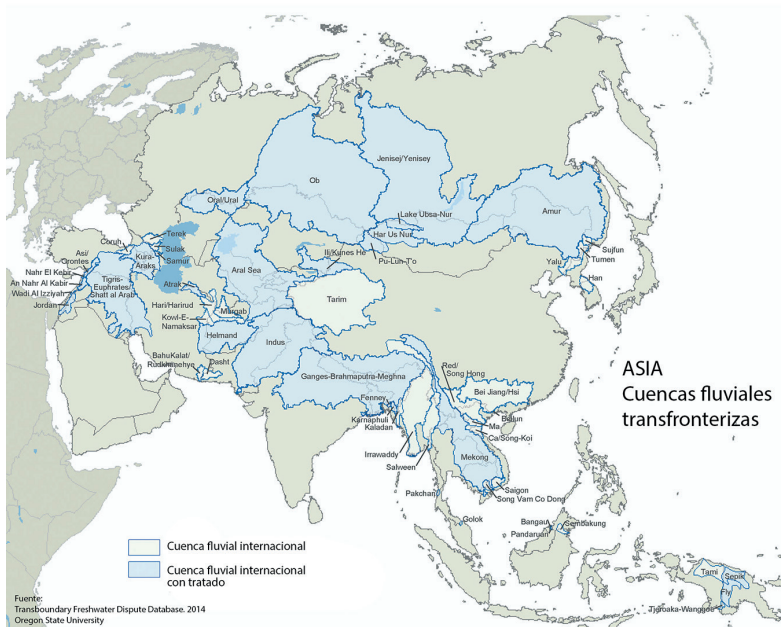 Jenisej/Yenisey
Ob
Oral/Ural
Lake Ubsa-Nur
Amur
Har Us Nur
Terek
Coruh
Sulak
Sujfun
Asi/
Orontes
Kura-
Araks
Samur
Ili/Kunes He
Pu-Lun-T'o
Yalu
Tumen
Nahr El Kebir
Aral Sea
Han
An Nahr Al Kabir
Tigris-
Euphrates/
Shatt al Arab
Atrak
Wadi Al Izziyah
Tarim
Jordan
Hari/Harirud
Margab
Kowl-E-
Namaksar
Helmand
Indus
BahuKalat/
Rudkhanehye
Dasht
Red/
Song Hong
ASIA
Cuencas fluviales
transfronterizas
Ganges-Brahmaputra-Meghna
Bei Jiang/Hsi
Fenney
Karnaphuli
Kaladan
Beilun
Ma
Ca/Song-Koi
Irrawaddy
Mekong
Salween
Saigon
Pakchan
Song Vam Co Dong
Golok
Bangau
Sembakung
Pandaruan
Cuenca fluvial internacional
Cuenca fluvial internacional
con tratado
Tami
Sepik
Fly
Tjeroaka-Wanggoe
Fuente:
Transboundary Freshwater Dispute Database. 2014
Oregon State University